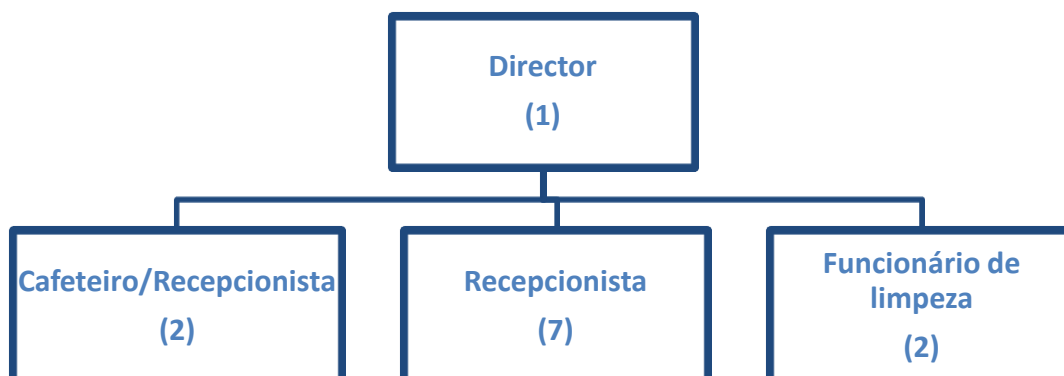 Director
(1)
Cafeteiro/Recepcionista
(2)
Recepcionista
(7)
Funcionário de
limpeza
(2)